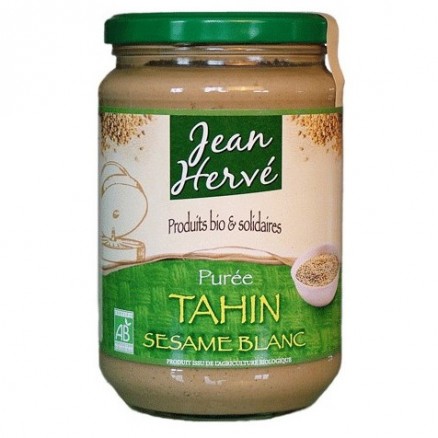 Jean
Hervé
Produits bio & solidaires
Purée
TAHIN
SESAME BLANC
AB
PRODUIT ISSU DE L'AGRICULTURE BIOLOGIQUE